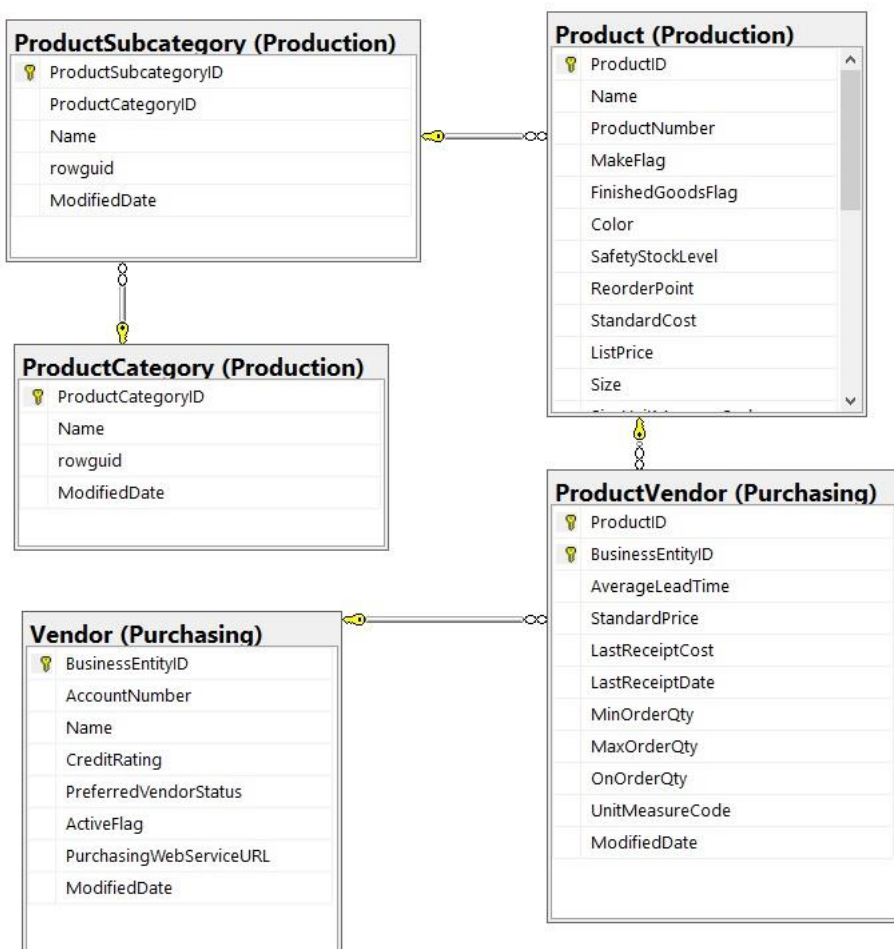 ProductSubcategory (Production)
ProductSubcategoryID
ProductCategoryID
Name
rowguid
ModifiedDate
Product (Production)
ProductID
Name
ProductNumber
MakeFlag
FinishedGoodsFlag
Color
SafetyStockLevel
ReorderPoint
StandardCost
ListPrice
Size
ProductCategory (Production)
ProductCategoryID
Name
rowguid
ModifiedDate
ProductVendor (Purchasing)
ProductID
BusinessEntityID
AverageLeadTime
StandardPrice
LastReceiptCost
LastReceiptDate
MinOrderQty
MaxOrderQty
OnOrderQty
UnitMeasureCode
ModifiedDate
Vendor (Purchasing)
BusinessEntityID
AccountNumber
Name
CreditRating
PreferredVendorStatus
ActiveFlag
PurchasingWebServiceURL
ModifiedDate